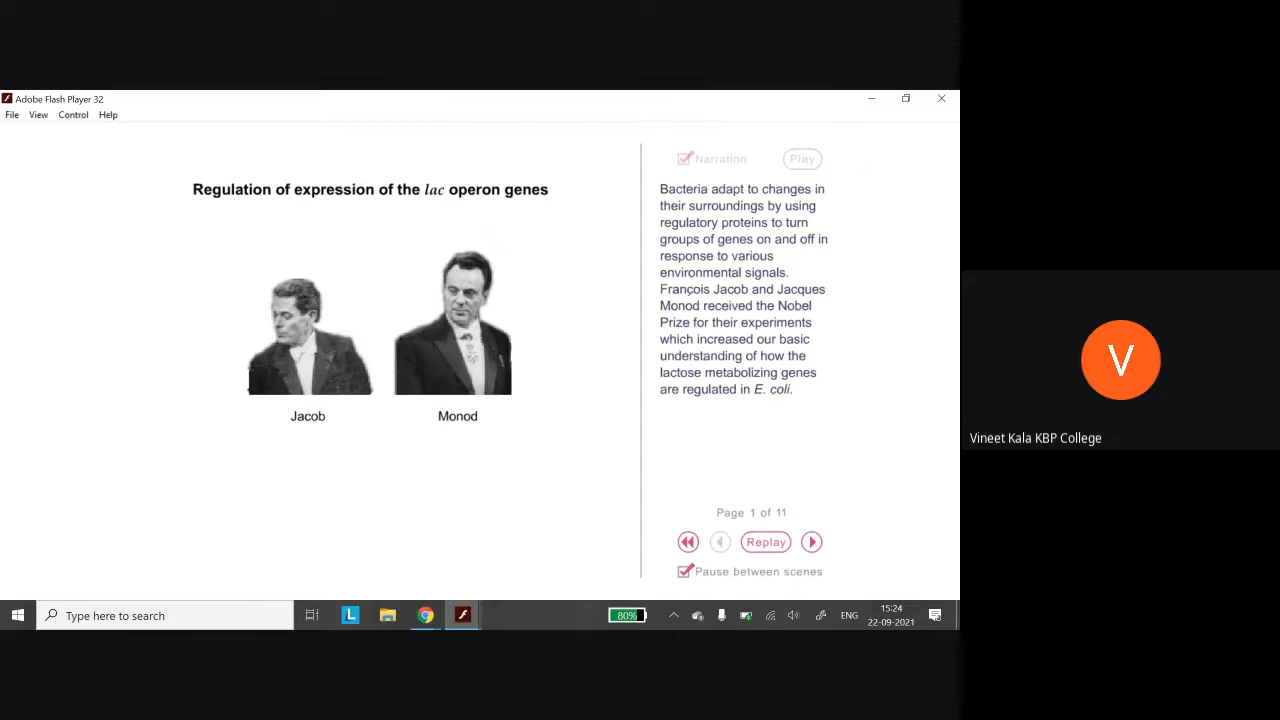 Adobe Flash Player 32
File View Control Help
Regulation of expression of the lac operon genes
Jacob
Monod
Narration
Play
Bacteria adapt to changes in
their surroundings by using
regulatory proteins to turn
groups of genes on and off in
response to various
environmental signals.
François Jacob and Jacques
Monod received the Nobel
Prize for their experiments
which increased our basic
understanding of how the
lactose metabolizing genes
are regulated in E. coli.
Page 1 of 11
Replay
Pause between scenes
V
Vineet Kala KBP College
Type here to search
L
80%
ENG
15:24
22-09-2021